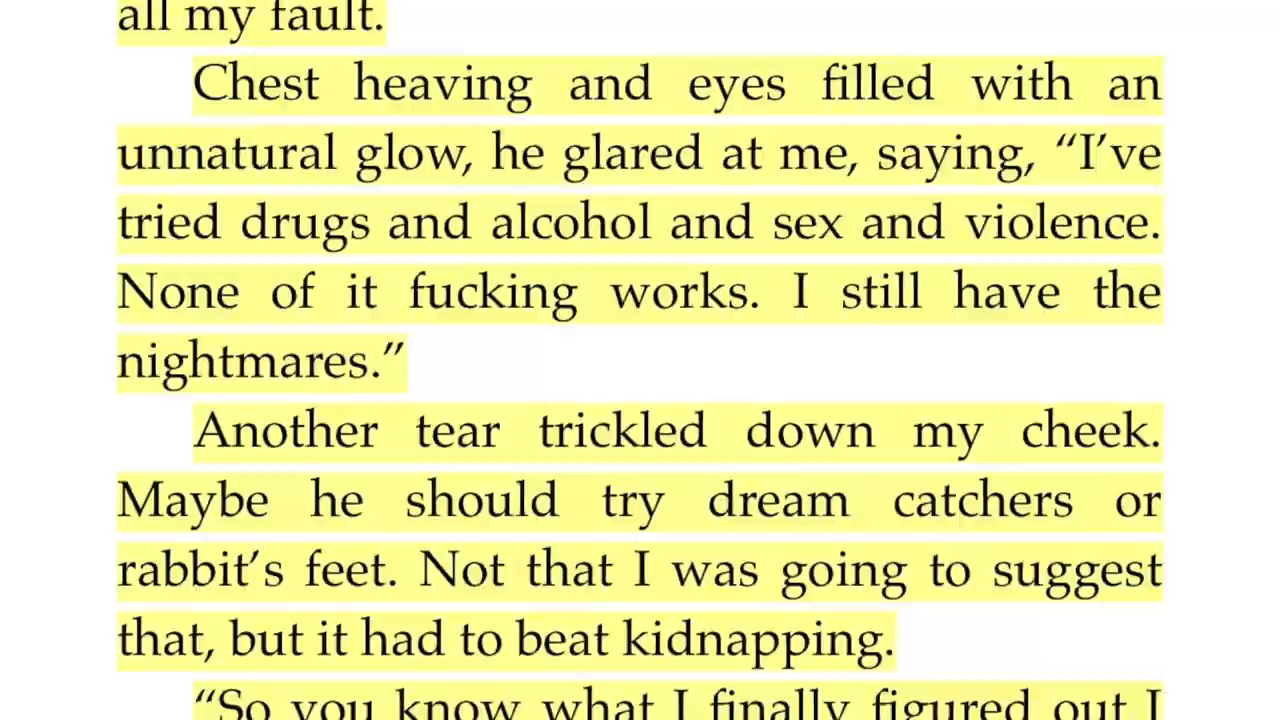 all my fault.
Chest heaving and eyes filled with an
unnatural glow, he glared at me, saying, “I’ve
tried drugs and alcohol and sex and violence.
None of it fucking works. I still have the
nightmares.”
Another tear trickled down my cheek.
Maybe he should try dream catchers or
rabbit’s feet. Not that I was going to suggest
that, but it had to beat kidnapping.
“So you know what I finally figured out I